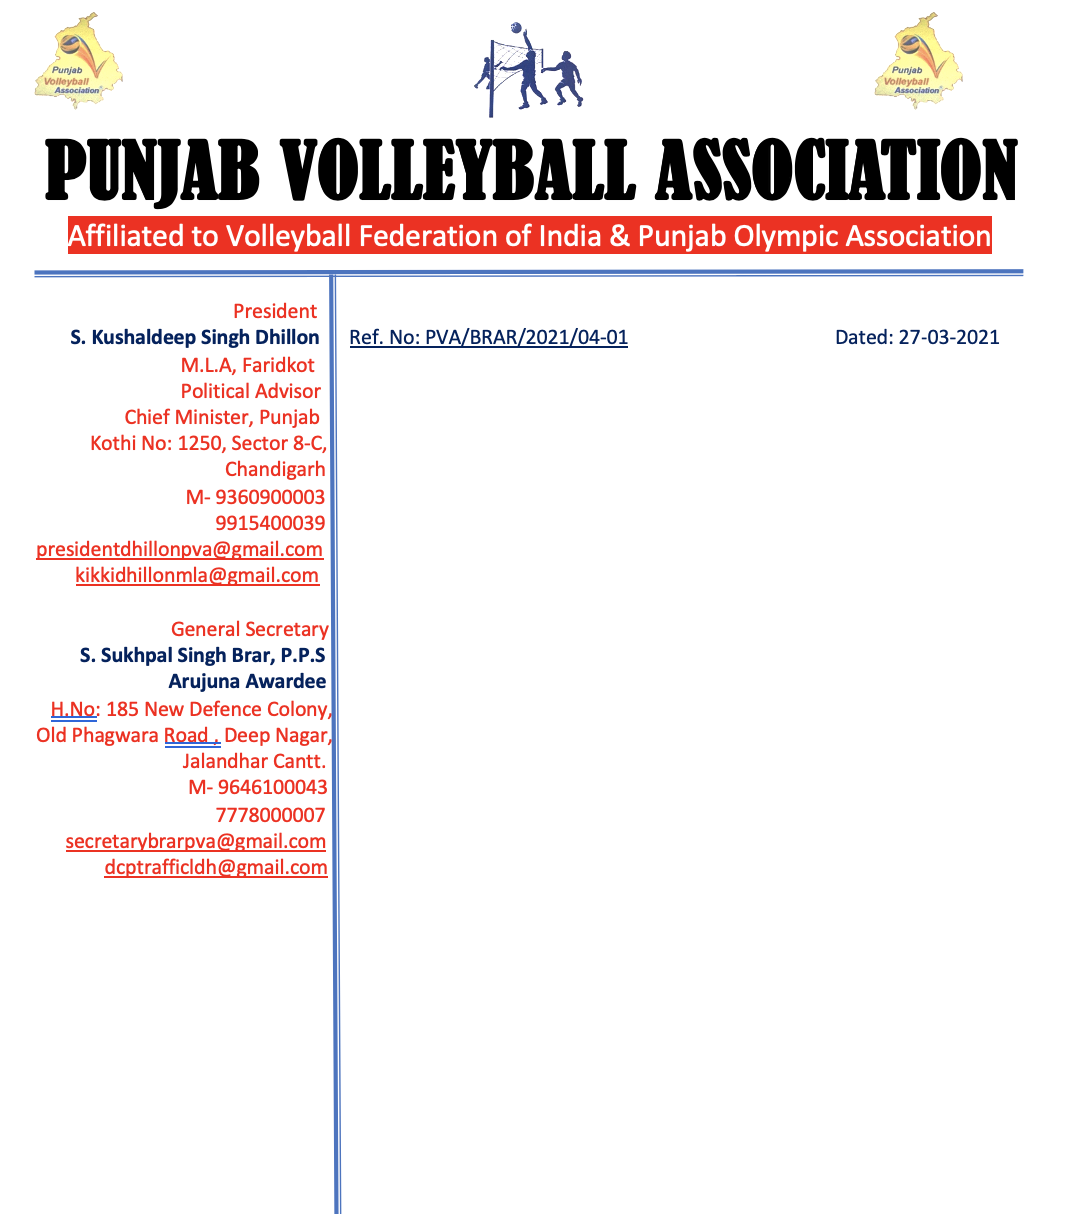 Punjab
Volleyball
Association
Punjab
Volleyball
Association
PUNJAB VOLLEYBALL ASSOCIATION
Affiliated to Volleyball Federation of India & Punjab Olympic Association
President
S. Kushaldeep Singh Dhillon
M.L.A, Faridkot
Political Advisor
Chief Minister, Punjab
Kothi No: 1250, Sector 8-C,
Chandigarh
M- 9360900003
9915400039
presidentdhillonpva@gmail.com
kikkidhillonmla@gmail.com
General Secretary
S. Sukhpal Singh Brar, P.P.S
Arujuna Awardee
H.No: 185 New Defence Colony,
Old Phagwara Road , Deep Nagar,
Jalandhar Cantt.
M- 9646100043
7778000007
secretarybrarpva@gmail.com
dcptrafficldh@gmail.com
Ref. No: PVA/BRAR/2021/04-01 Dated: 27-03-2021